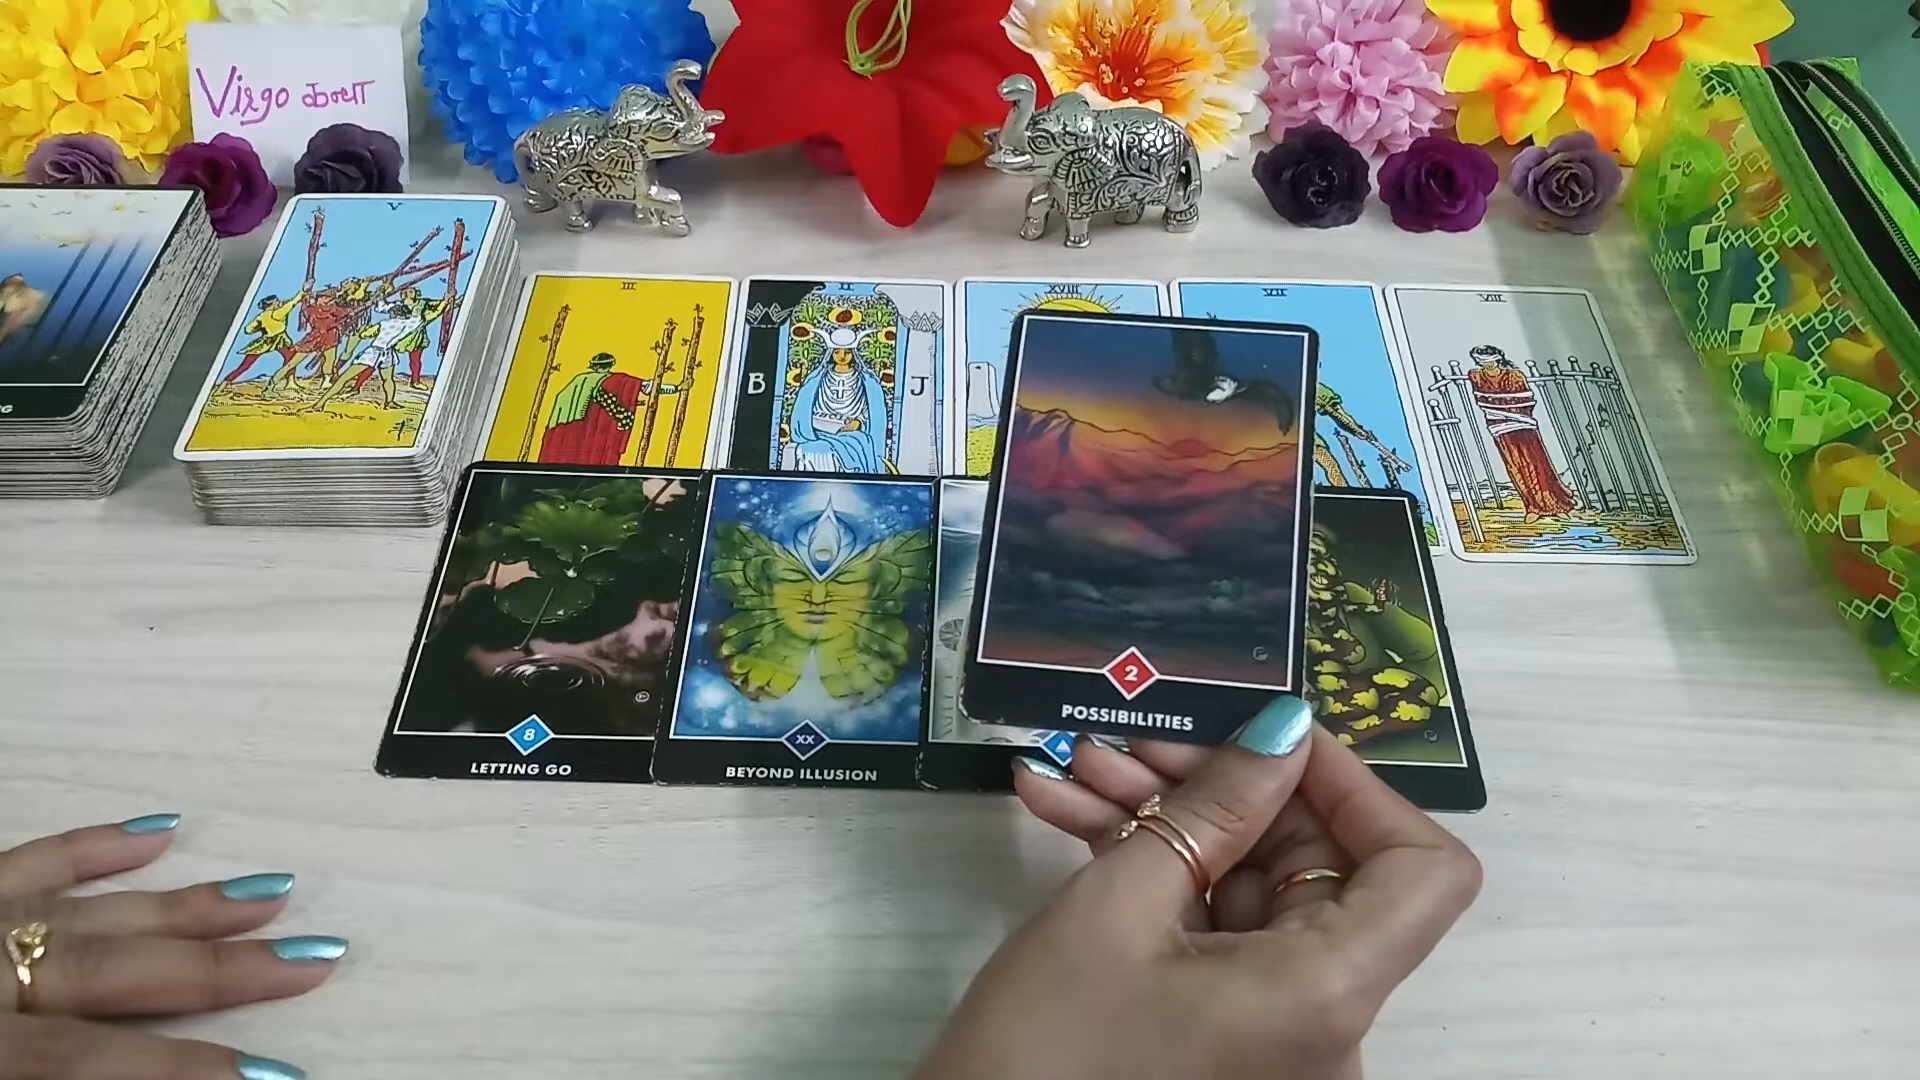 Virgo कन्या
V
III
II
B
J
XVIII
VII
VIII
G
8
LETTING GO
XX
BEYOND ILLUSION
2
POSSIBILITIES